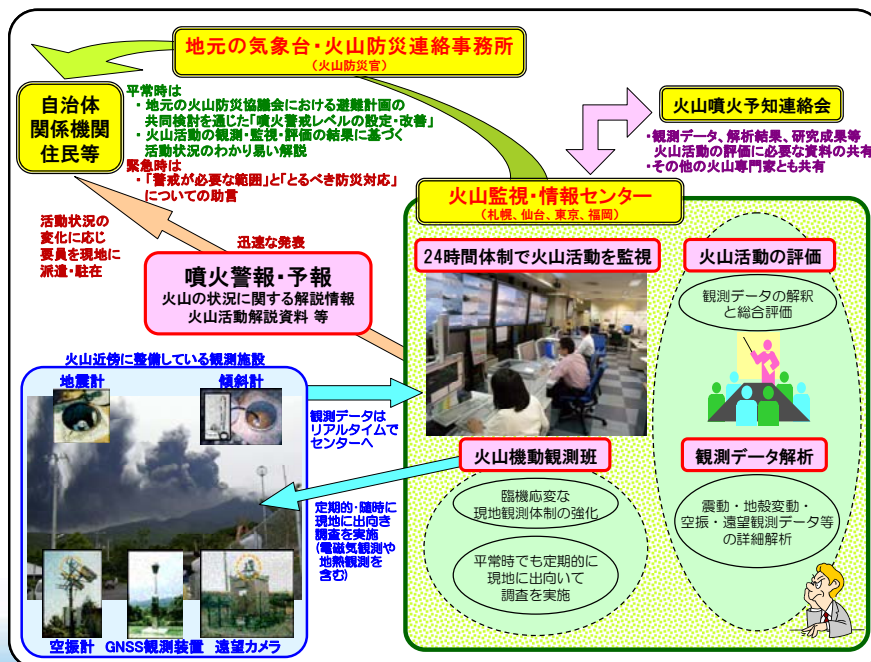 地元の気象台・火山防災連絡事務所
(火山防災官)
自治体
関係機関
住民等
平常時は
・地元の火山防災協議会における避難計画の
共同検討を通じた「噴火警戒レベルの設定・改善」
・火山活動の観測・監視・評価の結果に基づく
活動状況のわかり易い解説
緊急時は
・「警戒が必要な範囲」と「とるべき防災対応」
についての助言
火山噴火予知連絡会
・観測データ、解析結果、研究成果等
火山活動の評価に必要な資料の共有
・その他の火山専門家とも共有
火山監視・情報センター
(札幌、仙台、東京、福岡)
活動状況の
変化に応じ
要員を現地に
派遣・駐在
迅速な発表
噴火警報・予報
火山の状況に関する解説情報
火山活動解説資料 等
24時間体制で火山活動を監視
火山活動の評価
観測データの解釈
と総合評価
火山近傍に整備している観測施設
地震計
傾斜計
観測データは
リアルタイムで
センターへ
火山機動観測班
臨機応変な
現地観測体制の強化
平常時でも定期的に
現地に出向いて
調査を実施
観測データ解析
震動・地殻変動・
空振・遠望観測データ等
の詳細解析
定期的・随時に
現地に出向き
調査を実施
(電磁気観測や
地熱観測を
含む)
空振計 GNSS観測装置 遠望カメラ